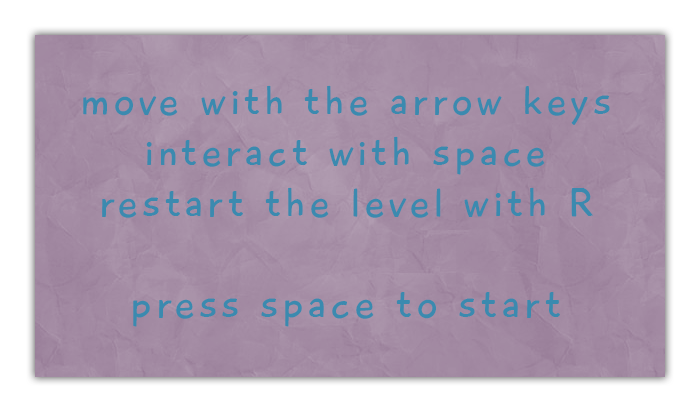 move with the arrow keys
interact with space
restart the level with R
press space to start